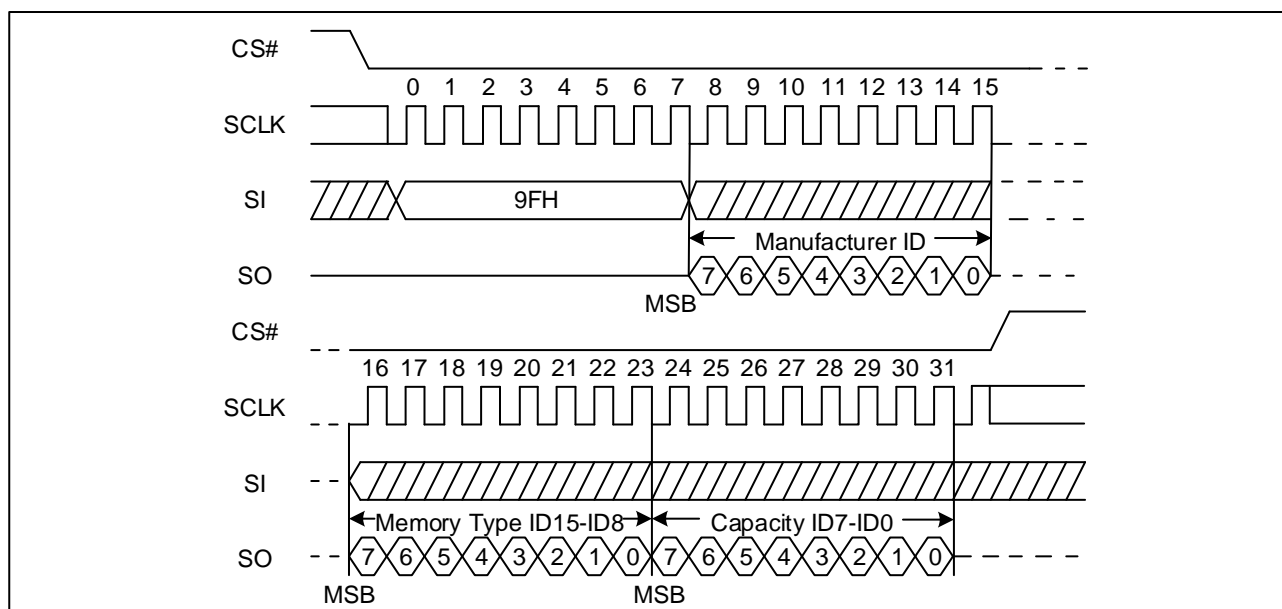 CS#
0 1 2 3 4 5 6 7 8 9 10 11 12 13 14 15
SCLK
SI 9FH
Manufacturer ID
SO 7 6 5 4 3 2 1 0
MSB
CS#
16 17 18 19 20 21 22 23 24 25 26 27 28 29 30 31
SCLK
SI
Memory Type ID15-ID8 Capacity ID7-ID0
SO 7 6 5 4 3 2 1 0 7 6 5 4 3 2 1 0
MSB MSB